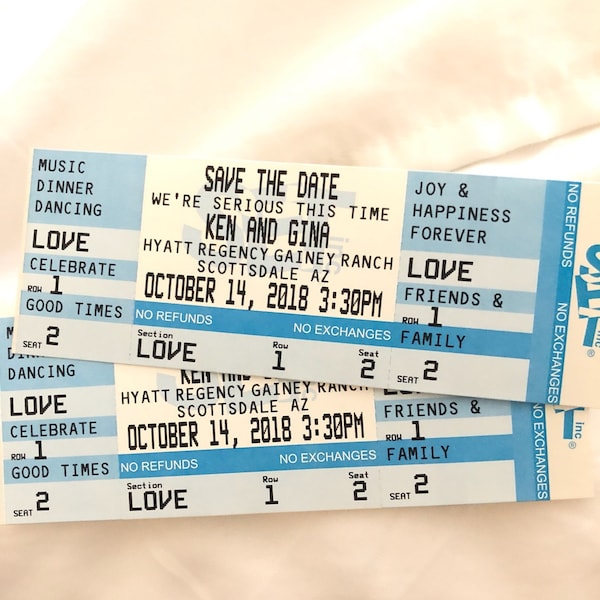 MUSIC
DINNER
DANCING
LOVE
CELEBRATE
ROW 1
GOOD TIMES
SEAT 2
SAVE THE DATE
WE'RE SERIOUS THIS TIME
KEN AND GINA
HYATT REGENCY GAINEY RANCH
SCOTTSDALE AZ
OCTOBER 14, 2018 3:30PM
NO REFUNDS NO EXCHANGES
Section Row Seat
LOVE 1 2
JOY &
HAPPINESS
FOREVER
LOVE
FRIENDS &
ROW 1
FAMILY
SEAT 2
NO REFUNDS
NO EXCHANGES
inc
DANCING
LOVE
CELEBRATE
ROW 1
GOOD TIMES
SEAT 2
KEN AND
HYATT REGENCY GAINEY RANCH
SCOTTSDALE AZ
OCTOBER 14, 2018 3:30PM
NO REFUNDS NO EXCHANGES
Section Row Seat
LOVE 1 2
FRIENDS &
ROW 1
FAMILY
SEAT 2
NO EXCHANGES
inc®